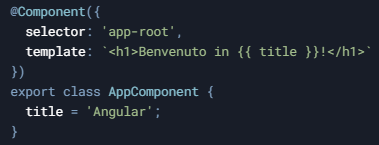 @Component({
  selector: 'app-root',
  template: `<h1>Benvenuto in {{ title }}!</h1>`
})
export class AppComponent {
  title = 'Angular';
}